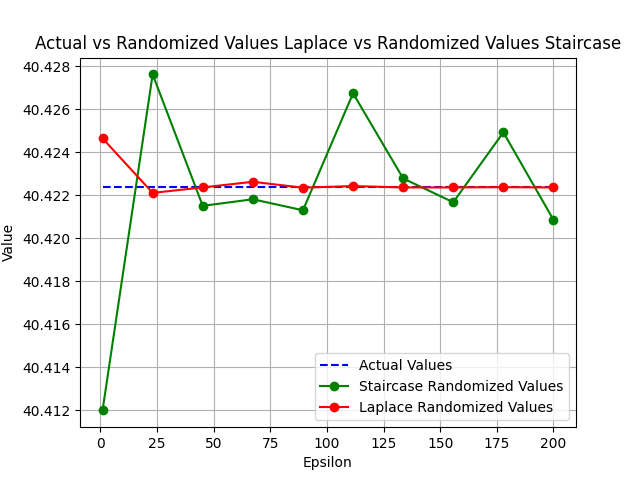 Actual vs Randomized Values Laplace vs Randomized Values Staircase
40.428
40.426
40.424
40.422
40.420
40.418
40.416
40.414
40.412
Value
0 25 50 75 100 125 150 175 200
Epsilon
Actual Values
Staircase Randomized Values
Laplace Randomized Values